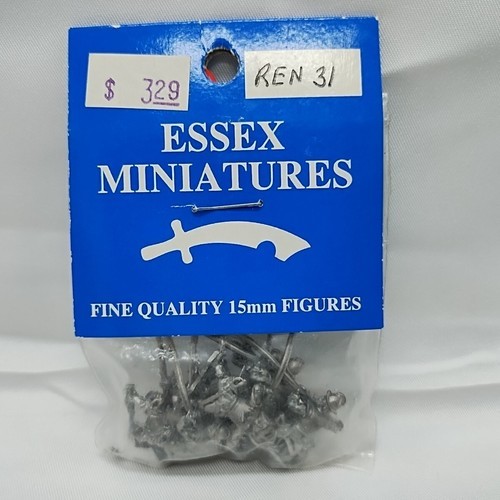 $ 329
REN 31
ESSEX
MINIATURES
FINE QUALITY 15mm FIGURES